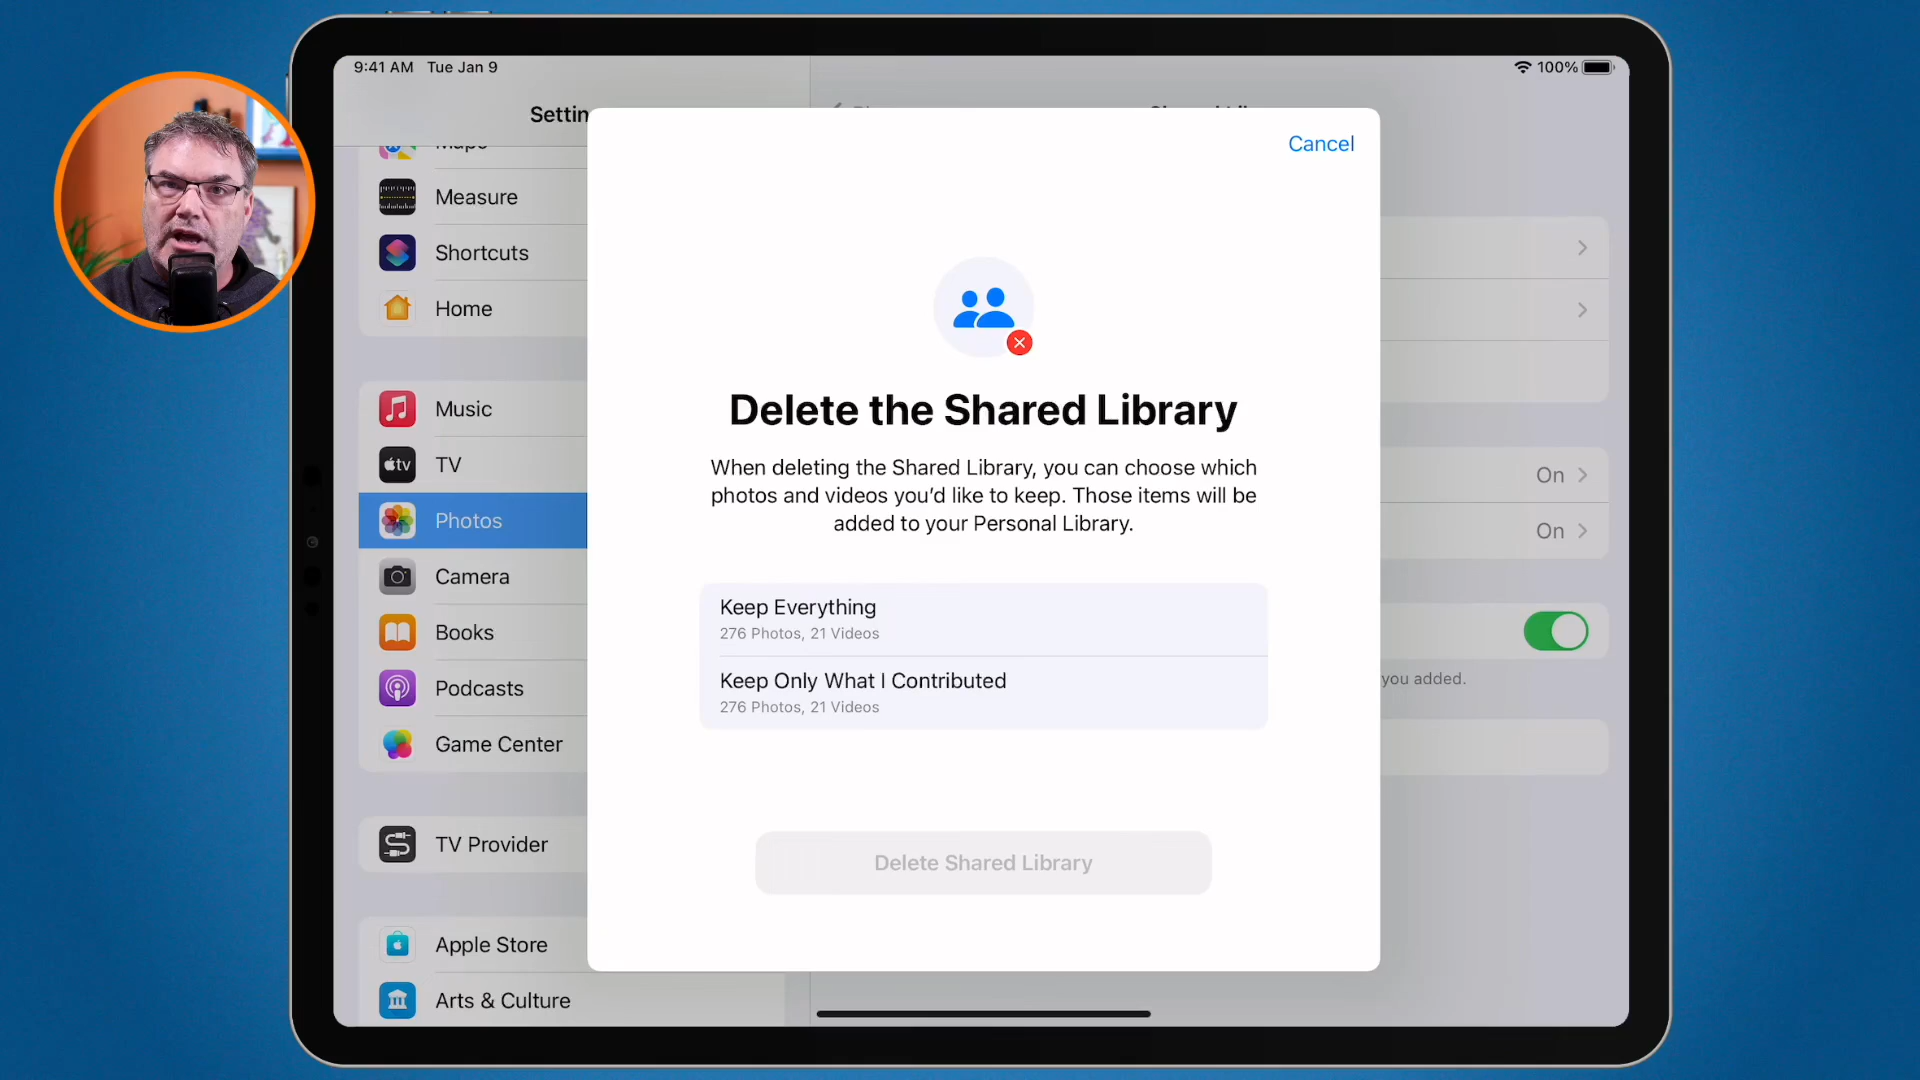 9:41 AM Tue Jan 9
100%
Settin
Cancel
Maps
Measure
Shortcuts
Home
Music
TV
Photos
Camera
Books
Podcasts
Game Center
TV Provider
Apple Store
Arts & Culture
tv
Delete the Shared Library
When deleting the Shared Library, you can choose which
photos and videos you’d like to keep. Those items will be
added to your Personal Library.
Keep Everything
276 Photos, 21 Videos
Keep Only What I Contributed
276 Photos, 21 Videos
Delete Shared Library
On
On
you added.